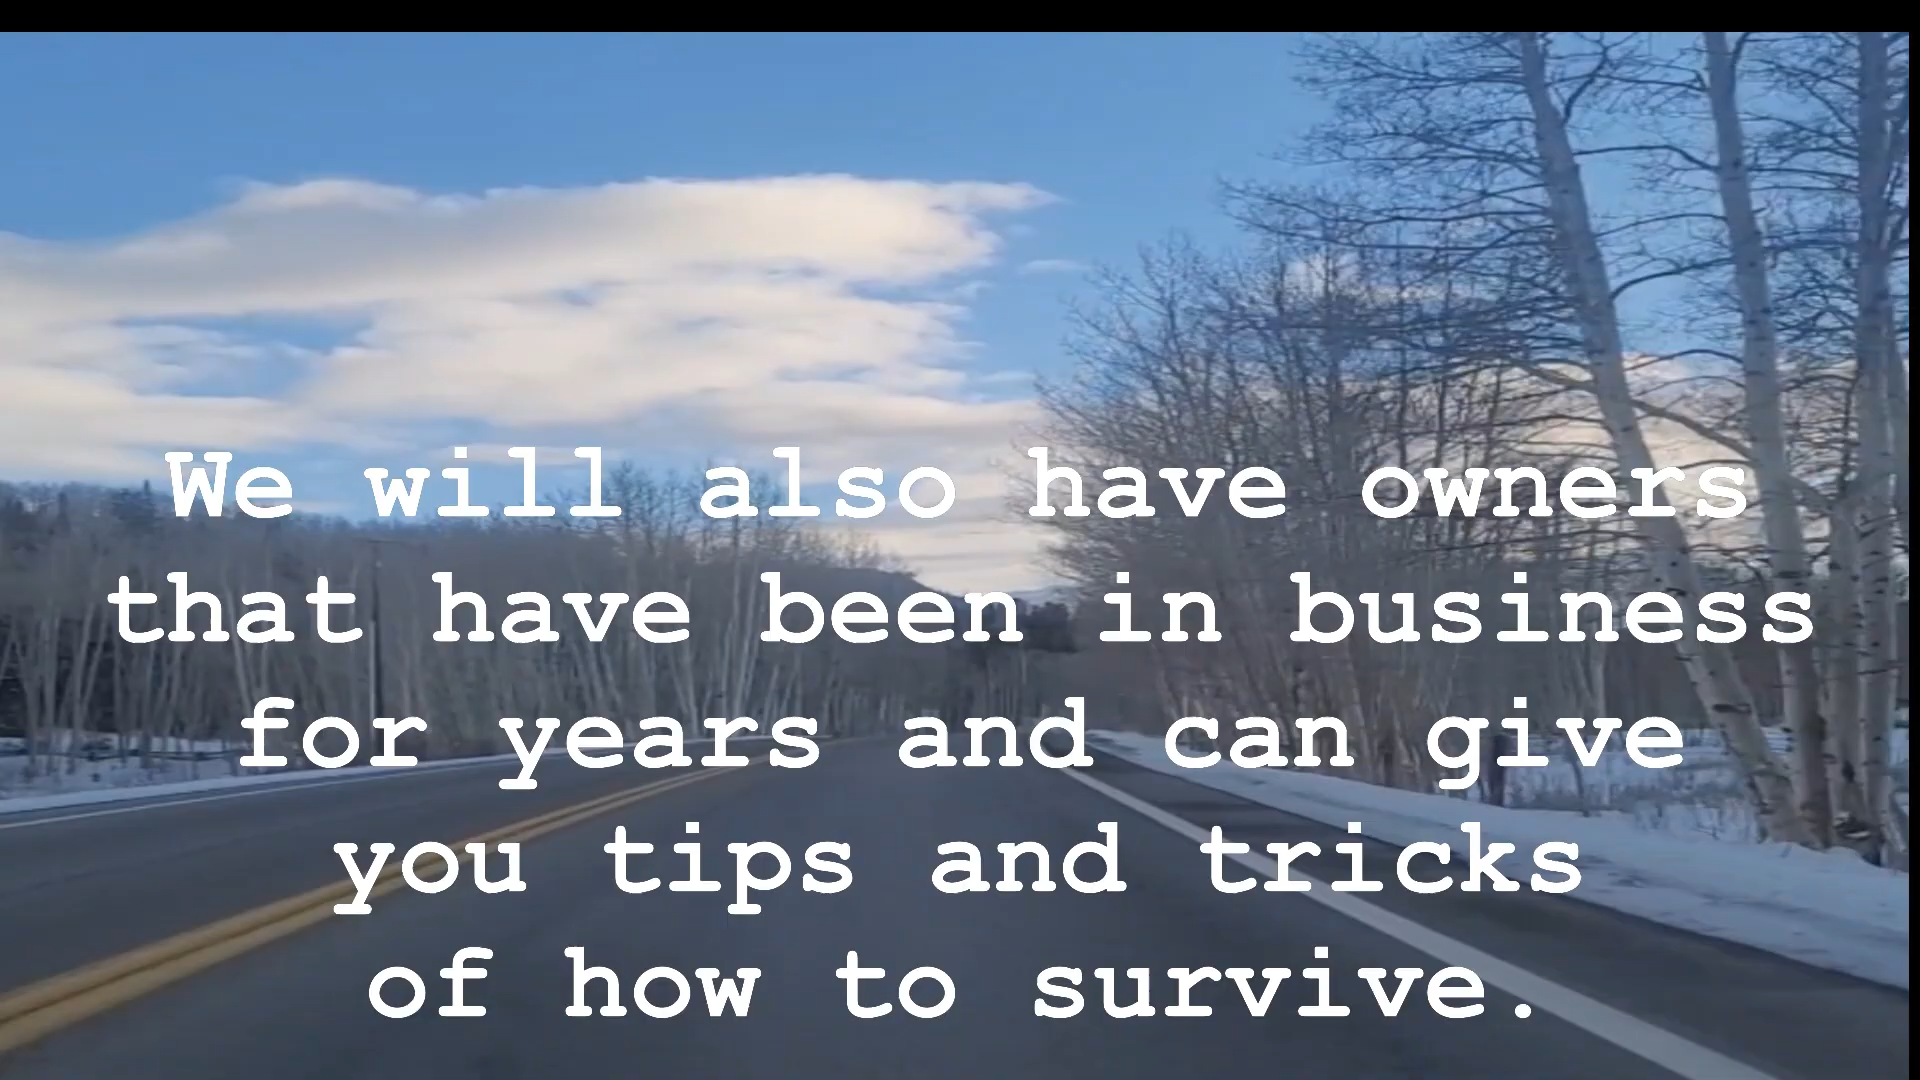 We will also have owners
that have been in business
for years and can give
you tips and tricks
of how to survive.